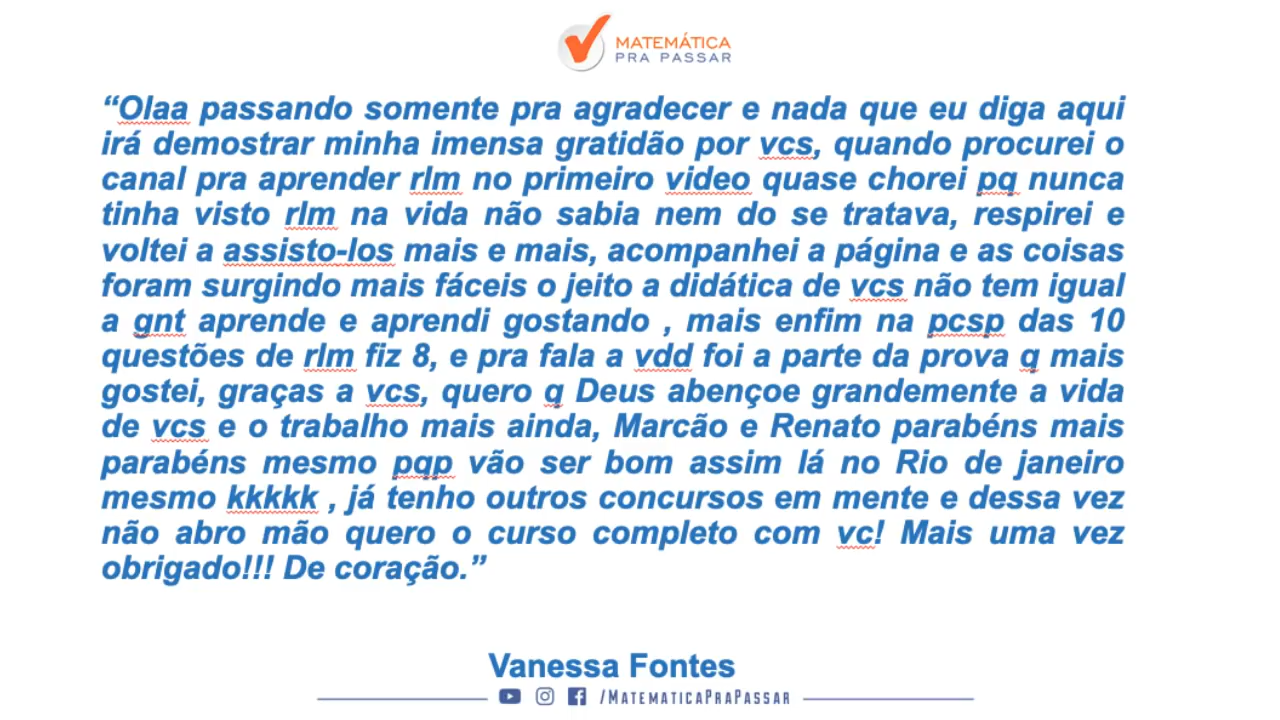 MATEMÁTICA
PRA PASSAR
“Olaa passando somente pra agradecer e nada que eu diga aqui
irá demostrar minha imensa gratidão por vcs, quando procurei o
canal pra aprender rlm no primeiro video quase chorei pq nunca
tinha visto rlm na vida não sabia nem do se tratava, respirei e
voltei a assisto-los mais e mais, acompanhei a página e as coisas
foram surgindo mais fáceis o jeito a didática de vcs não tem igual
a gnt aprende e aprendi gostando , mais enfim na pcsp das 10
questões de rlm fiz 8, e pra fala a vdd foi a parte da prova q mais
gostei, graças a vcs, quero q Deus abençoe grandemente a vida
de vcs e o trabalho mais ainda, Marcão e Renato parabéns mais
parabéns mesmo pqp vão ser bom assim lá no Rio de janeiro
mesmo kkkkk , já tenho outros concursos em mente e dessa vez
não abro mão quero o curso completo com vc! Mais uma vez
obrigado!!! De coração.”
Vanessa Fontes
/MatematicaPraPassar